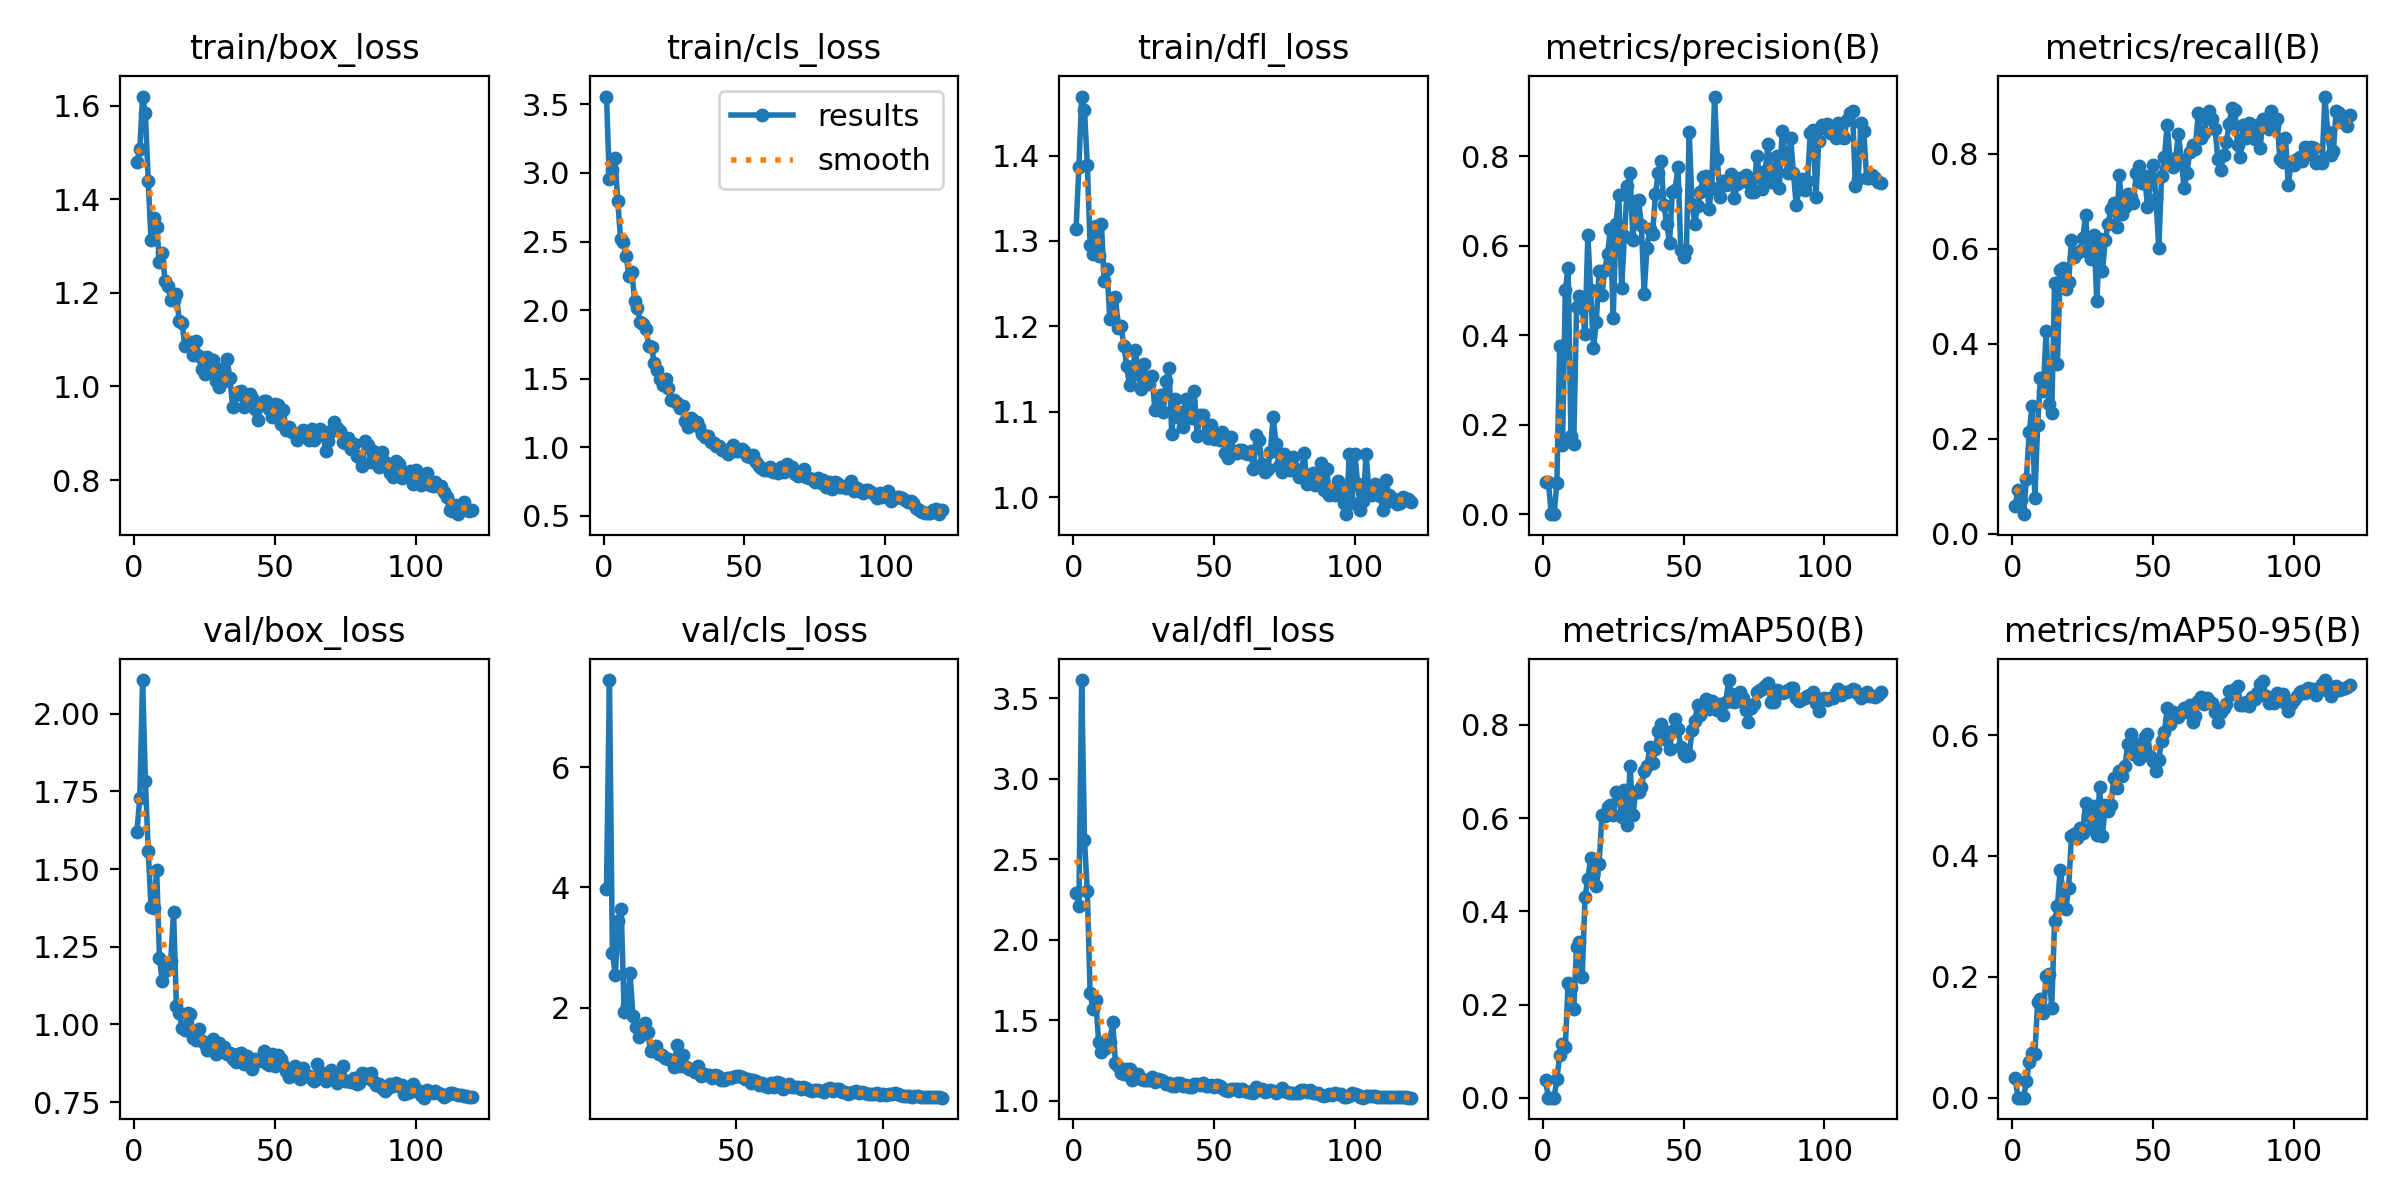 train/box_loss
1.6
1.4
1.2
1.0
0.8
0 50 100
train/cls_loss
3.5
3.0
2.5
2.0
1.5
1.0
0.5
0 50 100
results
smooth
train/dfl_loss
1.4
1.3
1.2
1.1
1.0
0 50 100
metrics/precision(B)
0.8
0.6
0.4
0.2
0.0
0 50 100
metrics/recall(B)
0.8
0.6
0.4
0.2
0.0
0 50 100
val/box_loss
2.00
1.75
1.50
1.25
1.00
0.75
0 50 100
val/cls_loss
6
4
2
50 100
val/dfl_loss
3.5
3.0
2.5
2.0
1.5
1.0
0 50 100
metrics/mAP50(B)
0.8
0.6
0.4
0.2
0.0
0 50 100
metrics/mAP50-95(B)
0.6
0.4
0.2
0.0
0 50 100